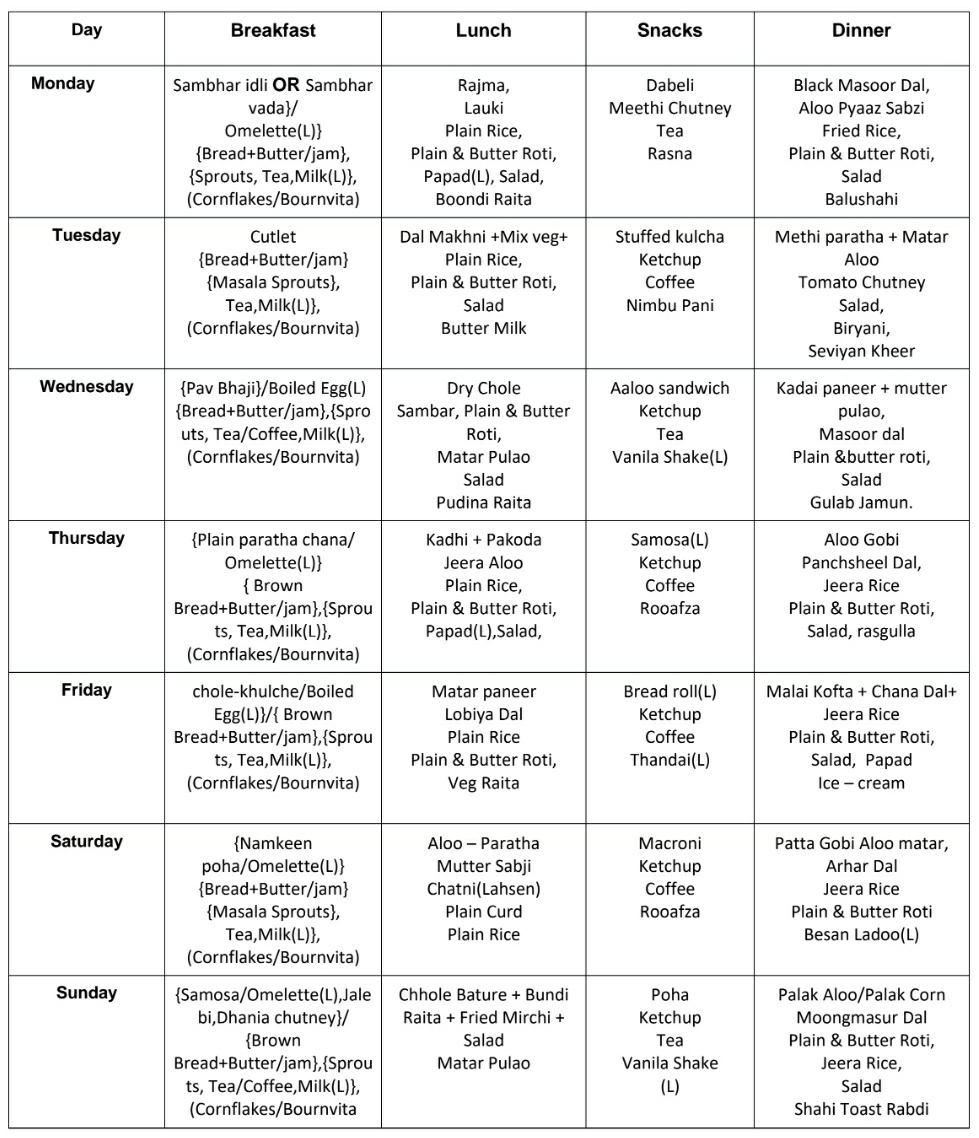 Day Breakfast Lunch Snacks Dinner
Monday
Sambhar idli OR Sambhar
vada}/
Omelette(L)}
{Bread+Butter/jam},
{Sprouts, Tea,Milk(L)},
(Cornflakes/Bournvita)
Rajma,
Lauki
Plain Rice,
Plain & Butter Roti,
Papad(L), Salad,
Boondi Raita
Dabeli
Meethi Chutney
Tea
Rasna
Black Masoor Dal,
Aloo Pyaaz Sabzi
Fried Rice,
Plain & Butter Roti,
Salad
Balushahi
Tuesday
Cutlet
{Bread+Butter/jam}
{Masala Sprouts},
Tea,Milk(L)},
(Cornflakes/Bournvita)
Dal Makhni +Mix veg+
Plain Rice,
Plain & Butter Roti,
Salad
Butter Milk
Stuffed kulcha
Ketchup
Coffee
Nimbu Pani
Methi paratha + Matar
Aloo
Tomato Chutney
Salad,
Biryani,
Seviyan Kheer
Wednesday
{Pav Bhaji}/Boiled Egg(L)
{Bread+Butter/jam},{Spro
uts, Tea/Coffee,Milk(L)},
(Cornflakes/Bournvita)
Dry Chole
Sambar, Plain & Butter
Roti,
Matar Pulao
Salad
Pudina Raita
Aaloo sandwich
Ketchup
Tea
Vanila Shake(L)
Kadai paneer + mutter
pulao,
Masoor dal
Plain &butter roti,
Salad
Gulab Jamun.
Thursday
{Plain paratha chana/
Omelette(L)}
{ Brown
Bread+Butter/jam},{Sprou
ts, Tea,Milk(L)},
(Cornflakes/Bournvita)
Kadhi + Pakoda
Jeera Aloo
Plain Rice,
Plain & Butter Roti,
Papad(L),Salad,
Samosa(L)
Ketchup
Coffee
Rooafza
Aloo Gobi
Panchsheel Dal,
Jeera Rice
Plain & Butter Roti,
Salad, rasgulla
Friday
chole-khulche/Boiled
Egg(L)}/{ Brown
Bread+Butter/jam},{Sprou
ts, Tea,Milk(L)},
(Cornflakes/Bournvita)
Matar paneer
Lobiya Dal
Plain Rice
Plain & Butter Roti,
Veg Raita
Bread roll(L)
Ketchup
Coffee
Thandai(L)
Malai Kofta + Chana Dal+
Jeera Rice
Plain & Butter Roti,
Salad, Papad
Ice – cream
Saturday
{Namkeen
poha/Omelette(L)}
{Bread+Butter/jam}
{Masala Sprouts},
Tea,Milk(L)},
(Cornflakes/Bournvita)
Aloo – Paratha
Mutter Sabji
Chatni(Lahsen)
Plain Curd
Plain Rice
Macroni
Ketchup
Coffee
Rooafza
Patta Gobi Aloo matar,
Arhar Dal
Jeera Rice
Plain & Butter Roti
Besan Ladoo(L)
Sunday
{Samosa/Omelette(L),Jale
bi,Dhania chutney}/
{Brown
Bread+Butter/jam},{Sprou
ts, Tea/Coffee,Milk(L)},
(Cornflakes/Bournvita
Chhole Bature + Bundi
Raita + Fried Mirchi +
Salad
Matar Pulao
Poha
Ketchup
Tea
Vanila Shake
(L)
Palak Aloo/Palak Corn
Moongmasur Dal
Plain & Butter Roti,
Jeera Rice,
Salad
Shahi Toast Rabdi